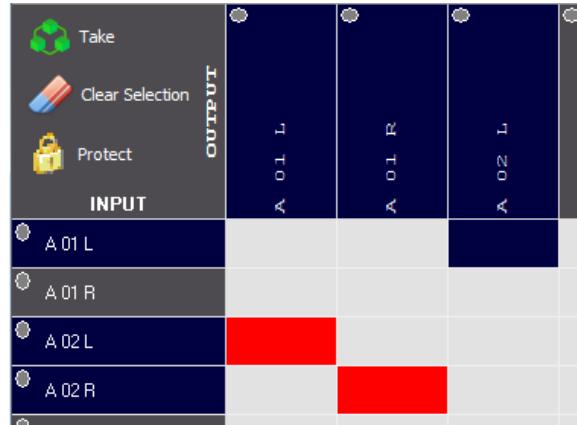 Take
Clear Selection
Protect
OUTPUT
INPUT
A 01 L
A 01 R
A 02 L
A 01 L
A 01 R
A 02 L
A 02 R